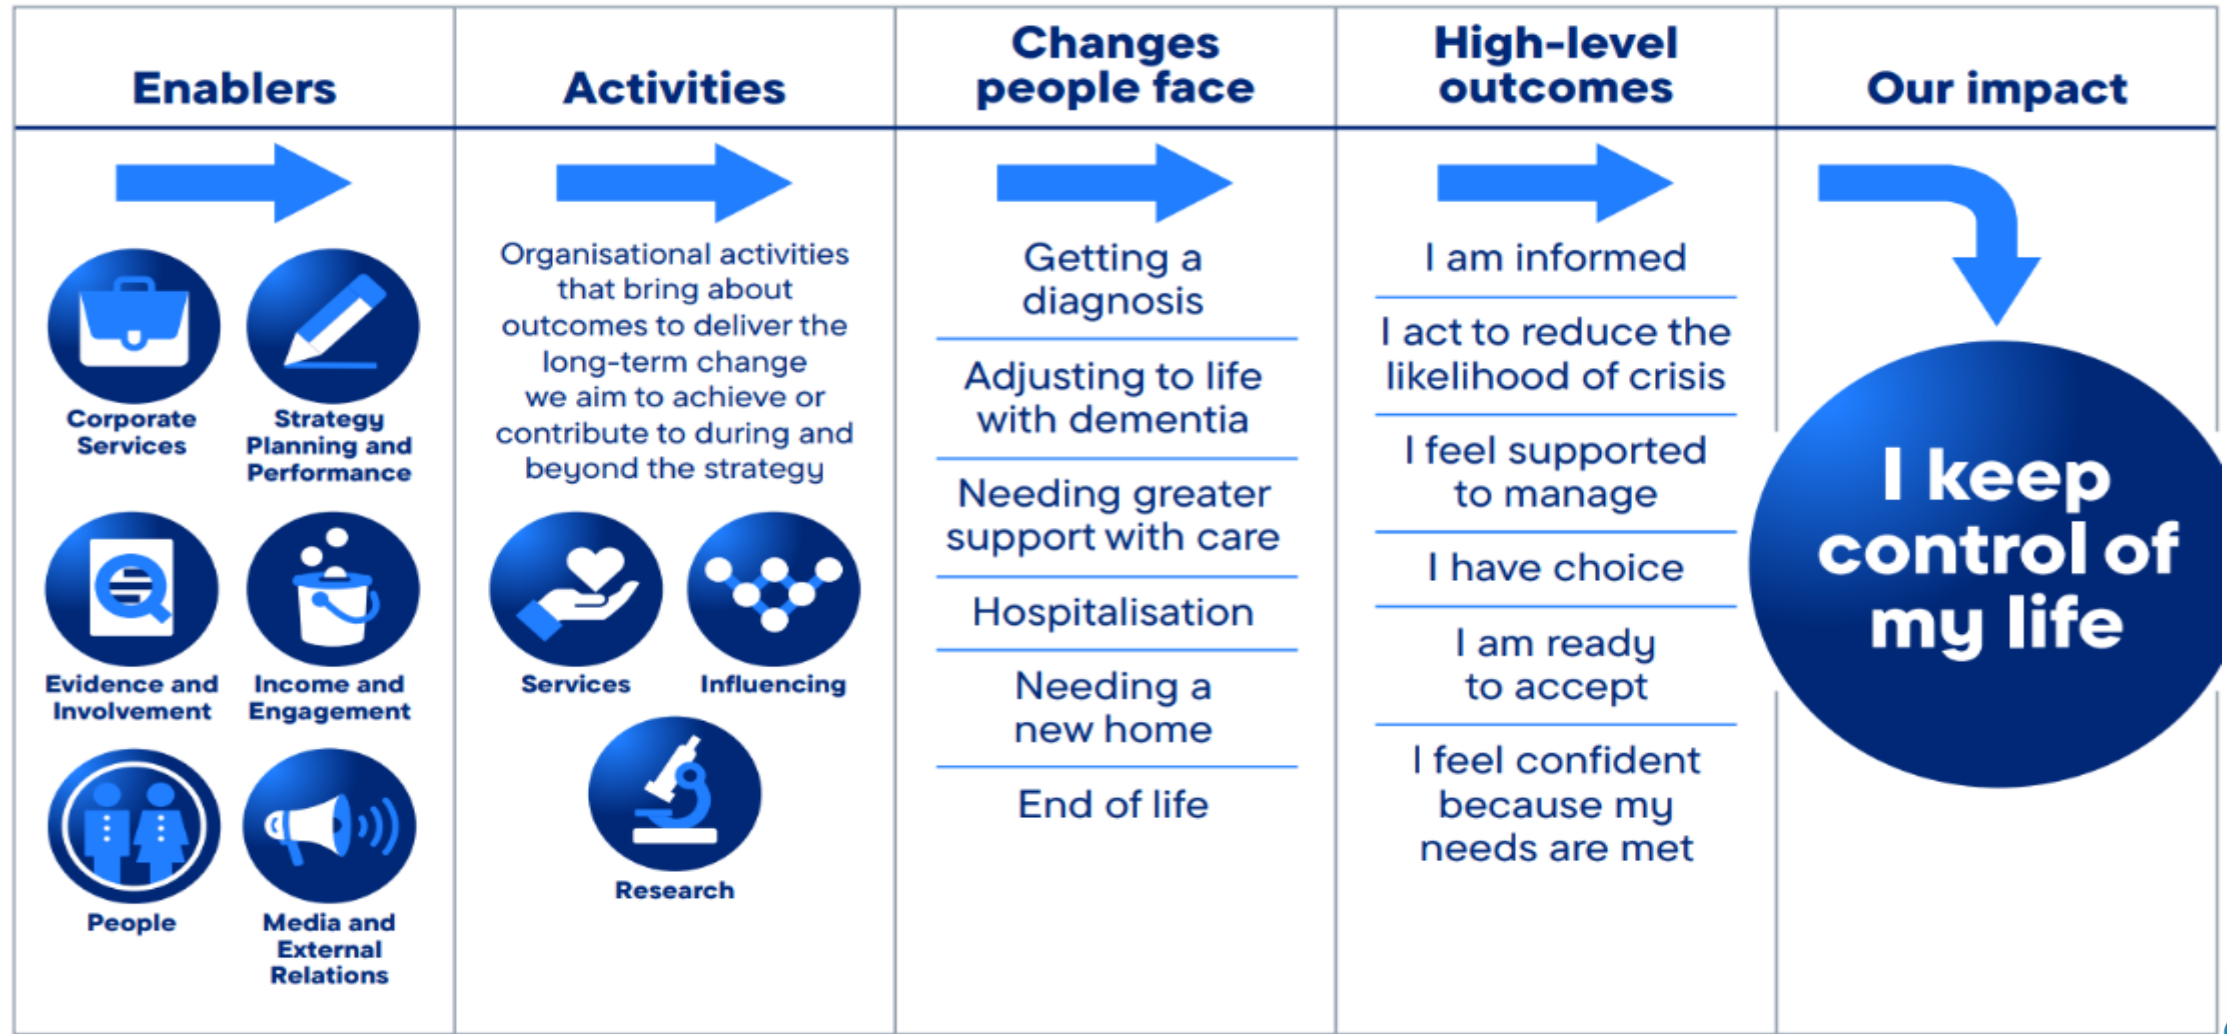 Enablers
Activities
Changes
people face
High-level
outcomes
Our impact
Corporate
Services
Strategy
Planning and
Performance
Evidence and
Involvement
Income and
Engagement
People
Media and
External
Relations
Organisational activities
that bring about
outcomes to deliver the
long-term change
we aim to achieve or
contribute to during and
beyond the strategy
Services
Influencing
Research
Getting a
diagnosis
Adjusting to life
with dementia
Needing greater
support with care
Hospitalisation
Needing a
new home
End of life
I am informed
I act to reduce the
likelihood of crisis
I feel supported
to manage
I have choice
I am ready
to accept
I feel confident
because my
needs are met
I keep
control of
my life